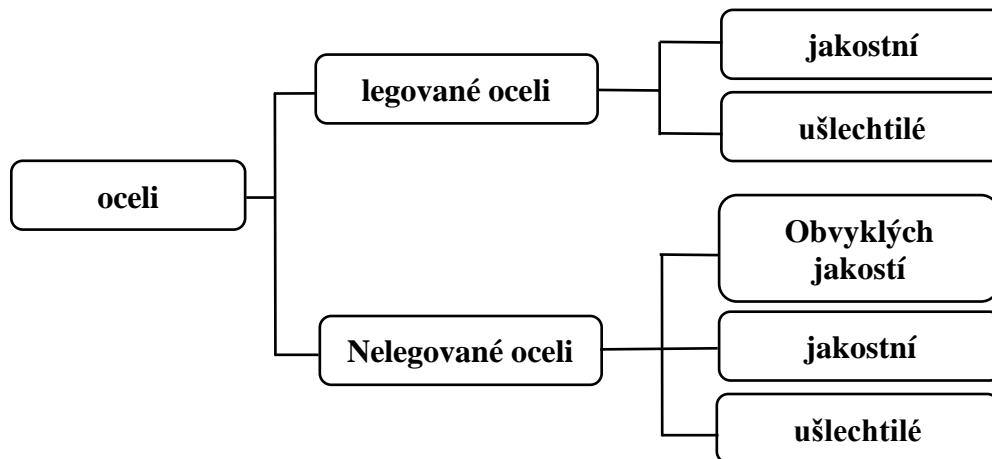 jakostní
legované oceli
ušlechtilé
oceli
Obvyklých
jakostí
Nelegované oceli
jakostní
ušlechtilé